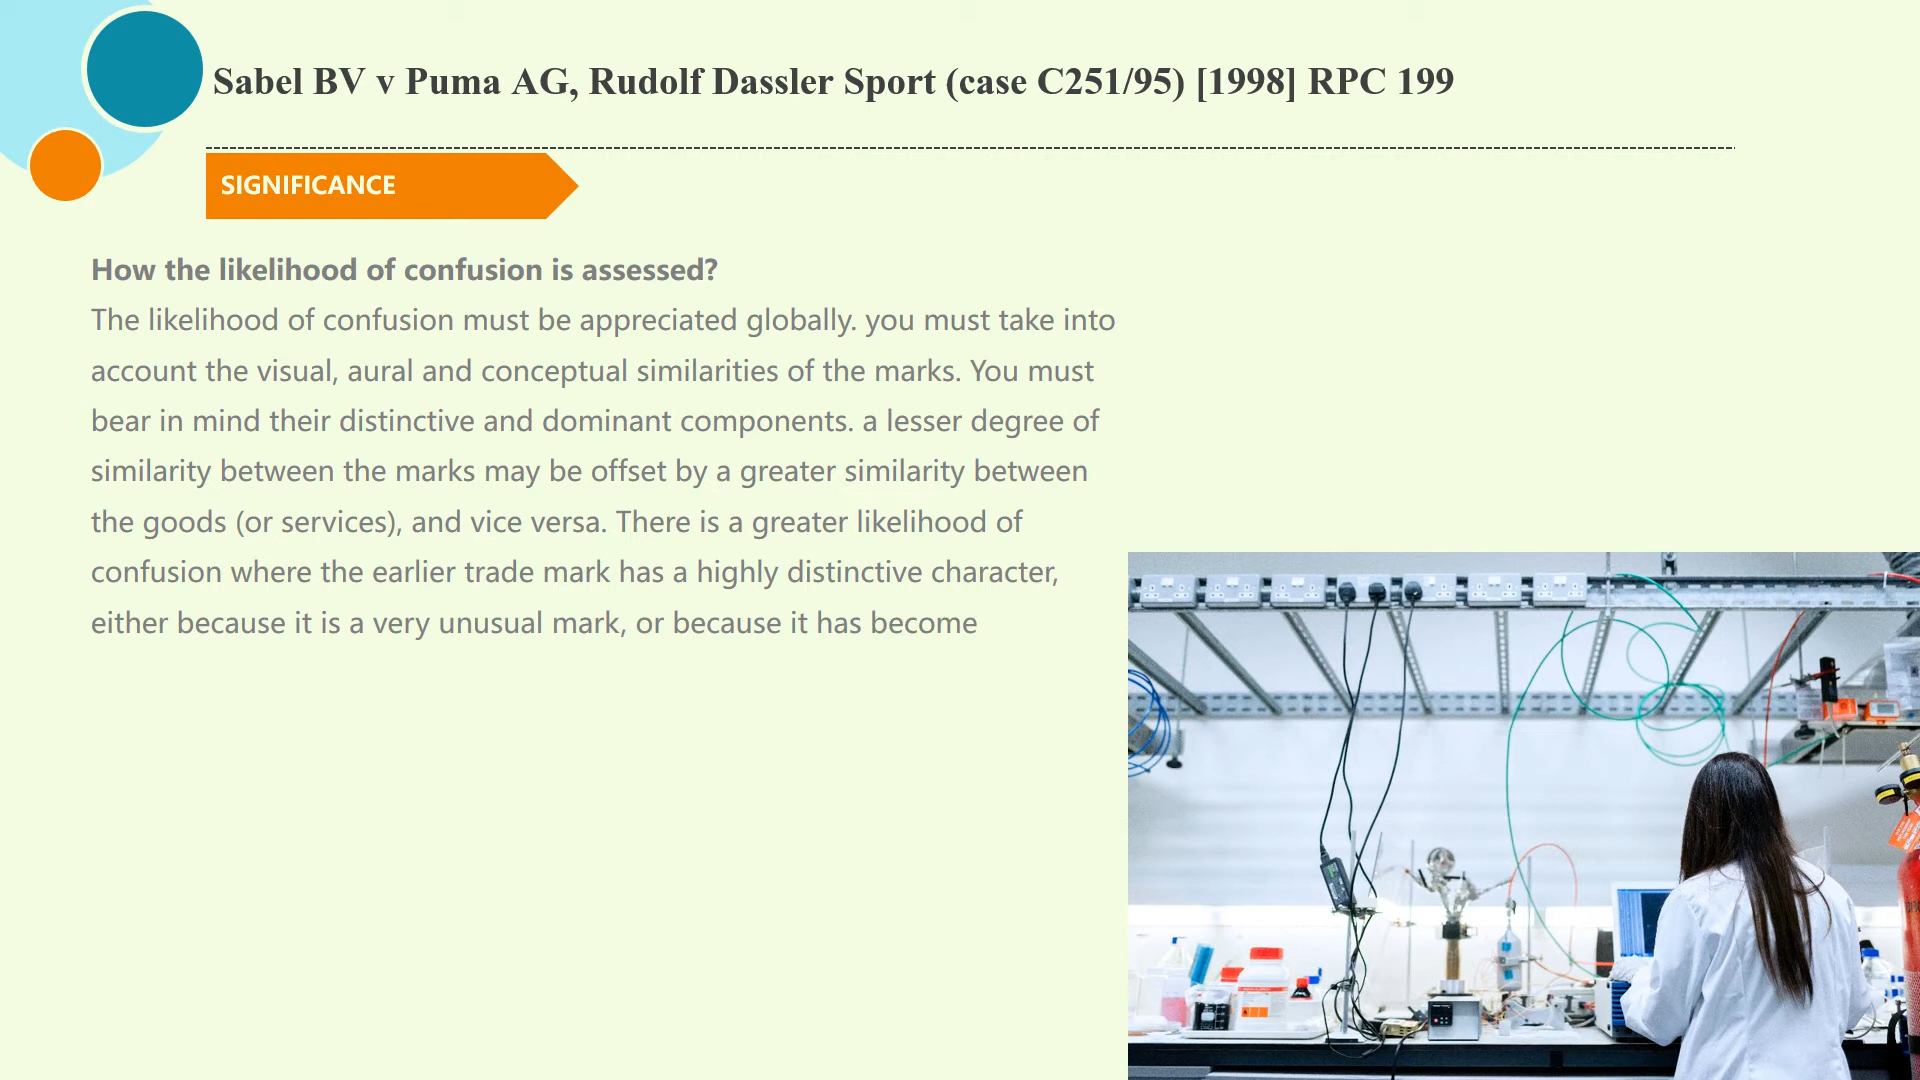 Sabel BV v Puma AG, Rudolf Dassler Sport (case C251/95) [1998] RPC 199
SIGNIFICANCE
How the likelihood of confusion is assessed?
The likelihood of confusion must be appreciated globally. you must take into
account the visual, aural and conceptual similarities of the marks. You must
bear in mind their distinctive and dominant components. a lesser degree of
similarity between the marks may be offset by a greater similarity between
the goods (or services), and vice versa. There is a greater likelihood of
confusion where the earlier trade mark has a highly distinctive character,
either because it is a very unusual mark, or because it has become